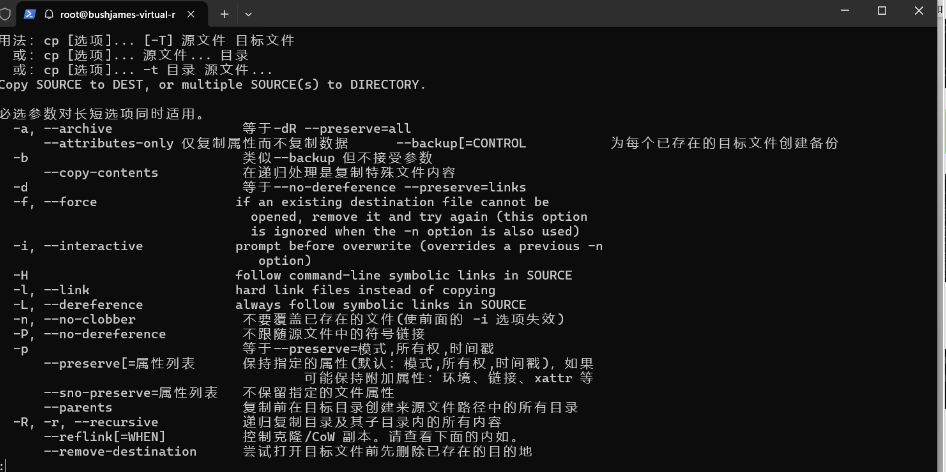 root@bushjames-virtual-r
用法: cp [选项]... [-T] 源文件 目标文件
或: cp [选项]... 源文件... 目录
或: cp [选项]... -t 目录 源文件...
Copy SOURCE to DEST, or multiple SOURCE(s) to DIRECTORY.
必选参数对长短选项同时适用。
-a, --archive 等于-dR --preserve=all
--attributes-only 仅复制属性而不复制数据 --backup[=CONTROL 为每个已存在的目标文件创建备份
-b 类似--backup 但不接受参数
--copy-contents 在递归处理是复制特殊文件内容
-d 等于--no-dereference --preserve=links
-f, --force if an existing destination file cannot be
opened, remove it and try again (this option
is ignored when the -n option is also used)
-i, --interactive prompt before overwrite (overrides a previous -n
option)
-H follow command-line symbolic links in SOURCE
-l, --link hard link files instead of copying
-L, --dereference always follow symbolic links in SOURCE
-n, --no-clobber 不要覆盖已存在的文件(使前面的 -i 选项失效)
-P, --no-dereference 不跟随源文件中的符号链接
-p 等于--preserve=模式,所有权,时间戳
--preserve[=属性列表 保持指定的属性(默认: 模式,所有权,时间戳), 如果
可能保持附加属性: 环境、链接、xattr 等
--sno-preserve=属性列表 不保留指定的文件属性
--parents 复制前在目标目录创建来源文件路径中的所有目录
-R, -r, --recursive 递归复制目录及其子目录内的所有内容
--reflink[=WHEN] 控制克隆/CoW 副本。请查看下面的内如。
--remove-destination 尝试打开目标文件前先删除已存在的目的地
: